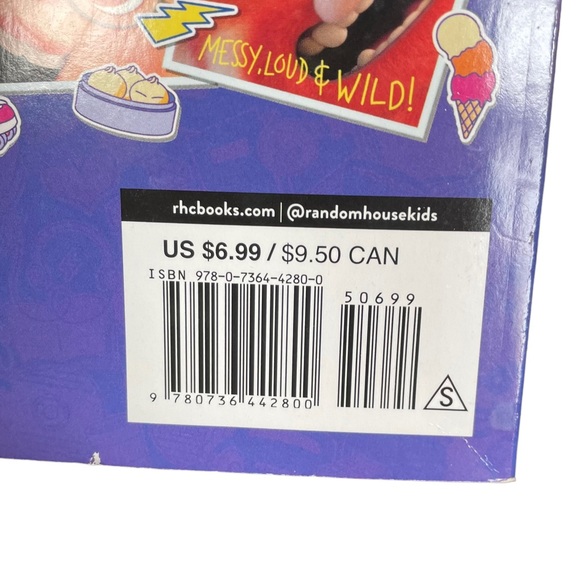 MESSY, LOUD & WILD!
rhcbooks.com | @randomhousekids
US $6.99 / $9.50 CAN
ISBN 978-0-7364-4280-0
50699
9 780736 442800
S